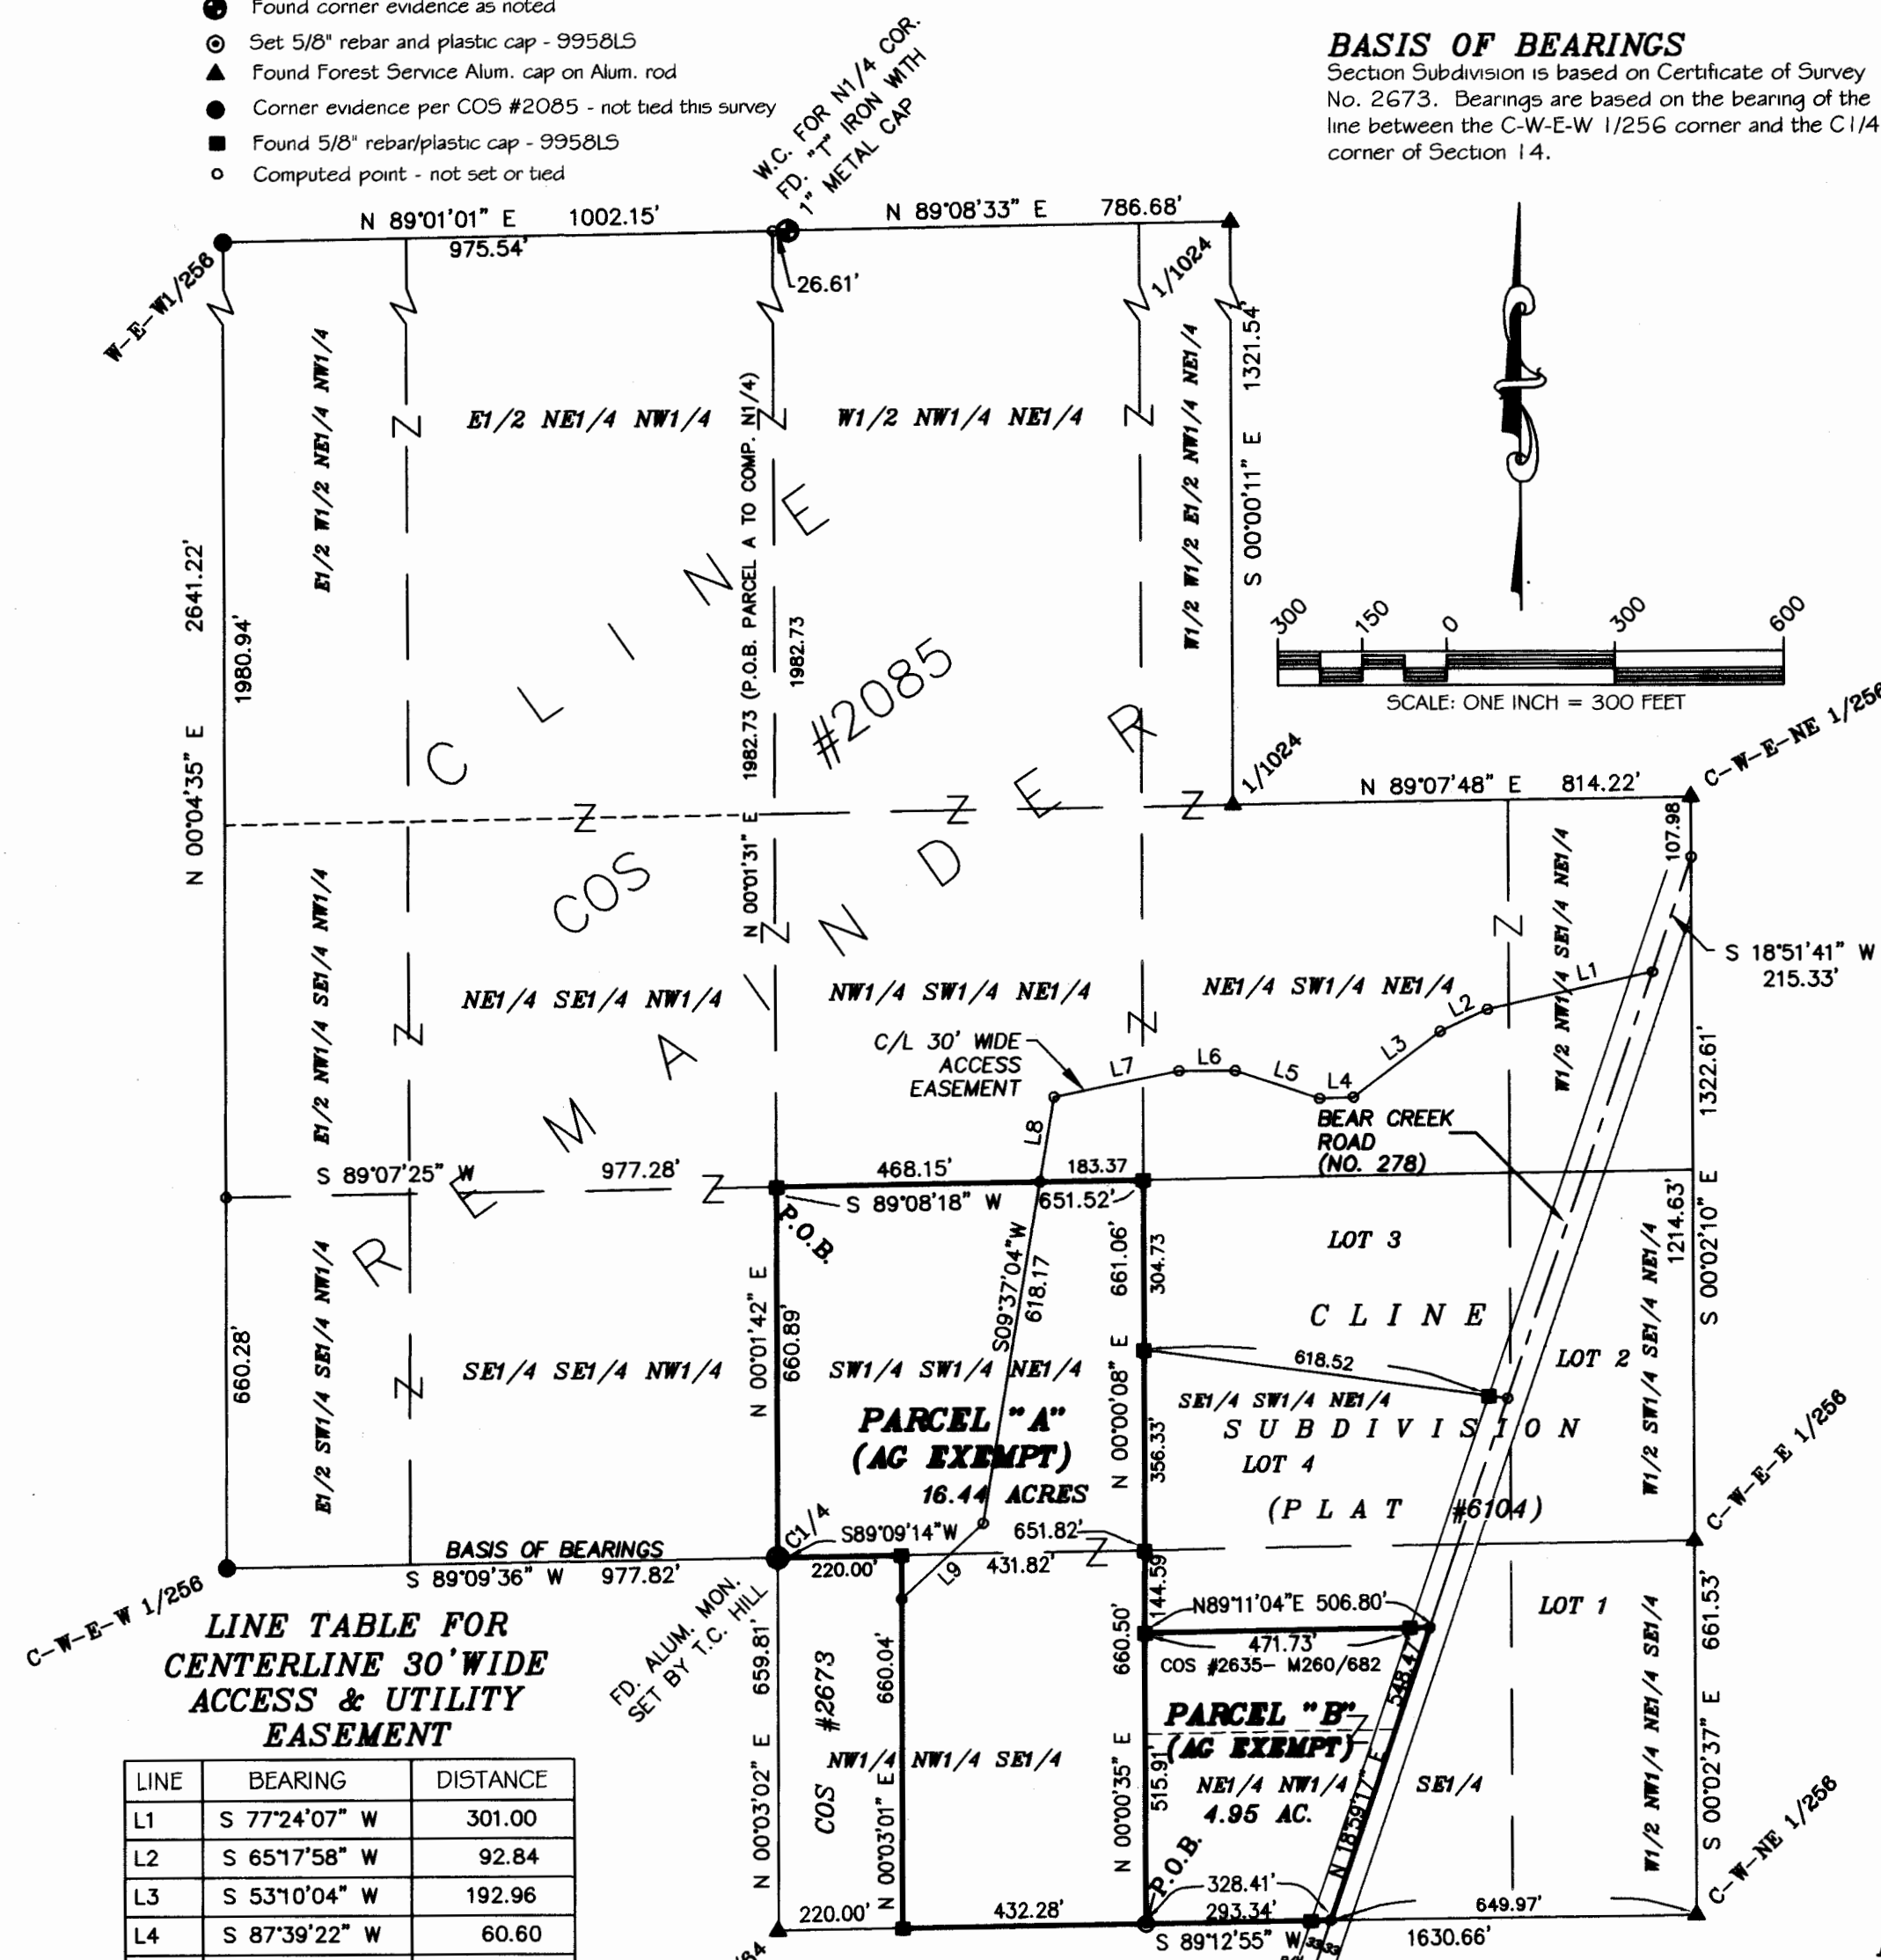 Found corner evidence as noted
Set 5/8" rebar and plastic cap - 9958LS
Found Forest Service Alum. cap on Alum. rod
Corner evidence per COS #2085 - not tied this survey
Found 5/8" rebar/plastic cap - 9958LS
Computed point - not set or tied
W.C. FOR N1/4 COR.
FD. "T" IRON WITH
1" METAL CAP
BASIS OF BEARINGS
Section Subdivision is based on Certificate of Survey
No. 2673. Bearings are based on the bearing of the
line between the C-W-E-W 1/256 corner and the C1/4
corner of Section 14.
N 89°01'01" E 1002.15'
975.54'
26.61'
N 89°08'33" E 786.68'
W-E-W1/256
1/1024
S 00°00'11" E 1321.54'
E1/2 W1/2 NE1/4 NW1/4
E1/2 NE1/4 NW1/4
W1/2 NW1/4 NE1/4
W1/2 W1/2 E1/2 NW1/4 NE1/4
N 00°04'35" E 2641.22'
1980.94'
N 00°01'31" E 1982.73 (P.O.B. PARCEL A TO COMP. N1/4)
1982.73
CLINE
REMAINDER
COS #2085
300 150 0 300 600
SCALE: ONE INCH = 300 FEET
1/1024
N 89°07'48" E 814.22'
C-W-E-NE 1/256
107.98
S 18°51'41" W
215.33'
E1/2 NW1/4 SE1/4 NW1/4
NE1/4 SE1/4 NW1/4
NW1/4 SW1/4 NE1/4
NE1/4 SW1/4 NE1/4
W1/2 NW1/4 SE1/4 NE1/4
C/L 30' WIDE
ACCESS
EASEMENT
L1
L2
L3
L4
L5
L6
L7
L8
BEAR CREEK
ROAD
(NO. 278)
1322.61'
S 00°02'10" E
1214.63'
S 89°07'25" W 977.28'
468.15'
183.37
S 89°08'18" W 651.52'
P.O.B.
660.28'
E1/2 SW1/4 SE1/4 NW1/4
SE1/4 SE1/4 NW1/4
N 00°01'42" E
660.89'
S09°37'04"W
618.17
SW1/4 SW1/4 NE1/4
PARCEL "A"
(AG EXEMPT)
16.44 ACRES
N 00°00'08" E 661.06'
304.73
356.33'
LOT 3
CLINE
618.52
LOT 2
SE1/4 SW1/4 NE1/4
SUBDIVISION
LOT 4
(PLAT #6104)
W1/2 SW1/4 SE1/4 NE1/4
C-W-E-E 1/256
BASIS OF BEARINGS
S 89°09'36" W 977.82'
C-W-E-W 1/256
C1/4
S89°09'14"W 651.82'
220.00' 431.82'
L9
FD. ALUM. MON.
SET BY T.C. HILL
144.59
N89°11'04"E 506.80'
471.73'
COS #2635- M260/682
LOT 1
N 00°03'02" E 659.81'
COS #2673
N 00°03'01" E 660.04'
NW1/4 NW1/4 SE1/4
N 00°00'35" E 660.50'
515.91'
PARCEL "B"
(AG EXEMPT)
NE1/4 NW1/4 SE1/4
4.95 AC.
N 18°59'17" E 548.47'
W1/2 NW1/4 NE1/4 SE1/4
S 00°02'37" E 661.53'
C-W-NE 1/256
P.O.B.
328.41'
293.34'
649.97'
220.00' 432.28'
S 89°12'55" W 1630.66'
33 33
LINE TABLE FOR
CENTERLINE 30'WIDE
ACCESS & UTILITY
EASEMENT
LINE BEARING DISTANCE
L1 S 77°24'07" W 301.00
L2 S 65°17'58" W 92.84
L3 S 53°10'04" W 192.96
L4 S 87°39'22" W 60.60